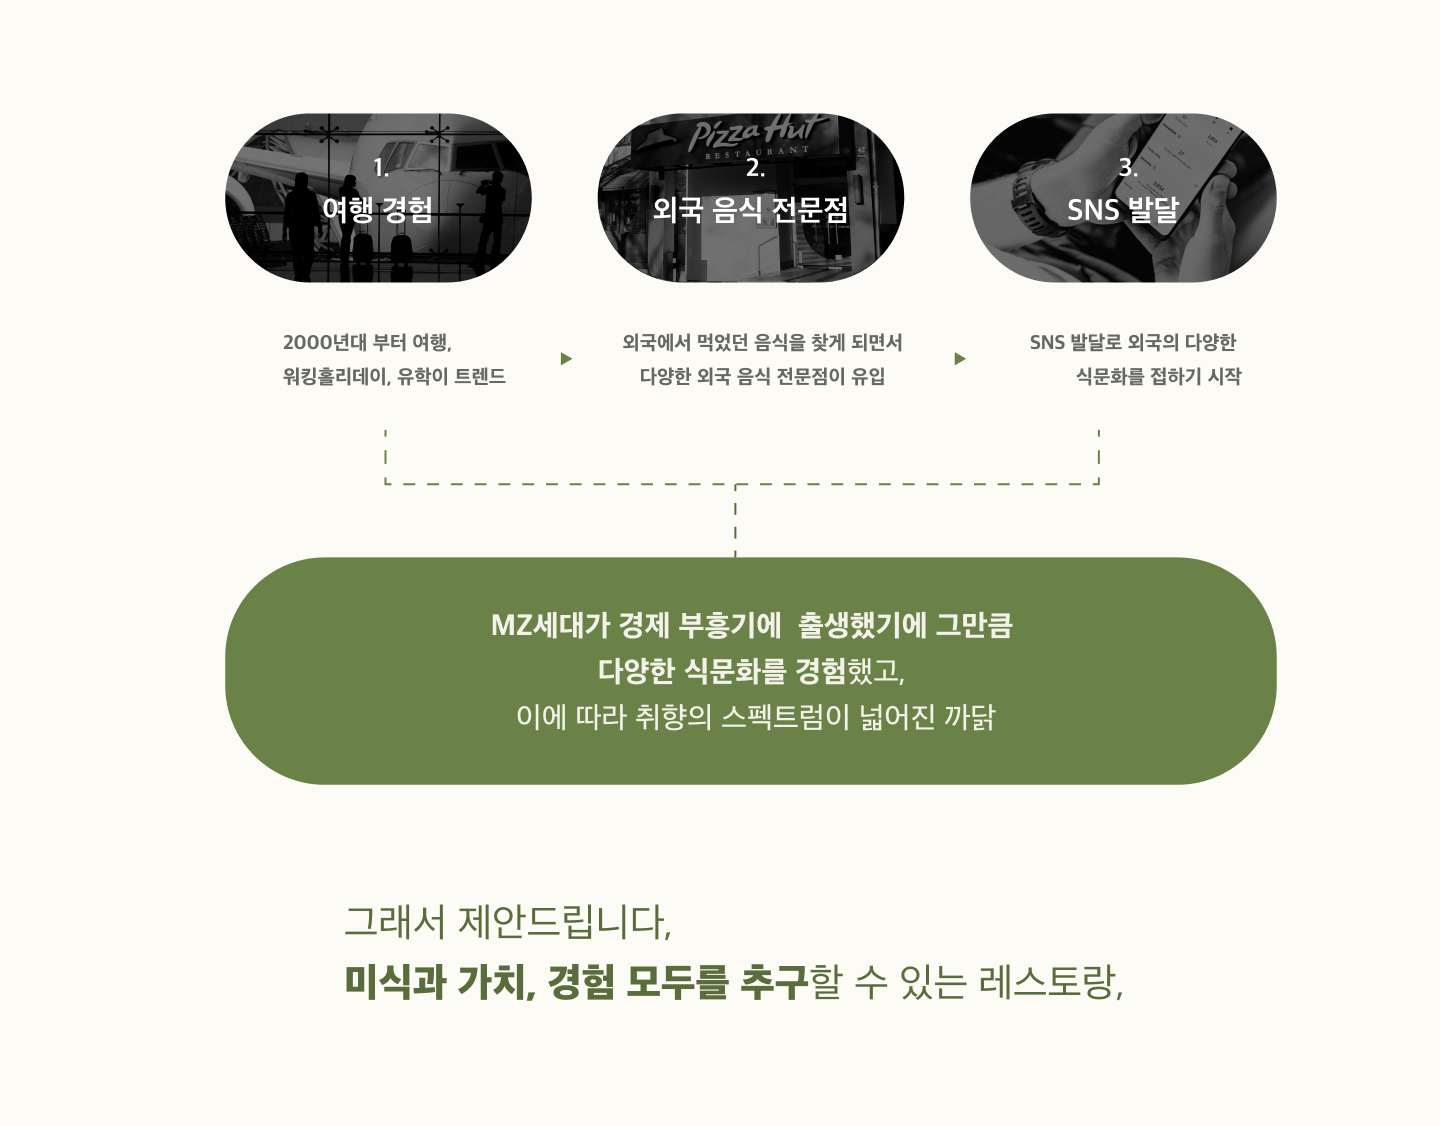 1.
여행 경험
Pizza Hut
RESTAURANT
2.
외국 음식 전문점
3.
SNS 발달
2000년대 부터 여행,
워킹홀리데이, 유학이 트렌드
외국에서 먹었던 음식을 찾게 되면서
다양한 외국 음식 전문점이 유입
SNS 발달로 외국의 다양한
식문화를 접하기 시작
MZ세대가 경제 부흥기에  출생했기에 그만큼
다양한 식문화를 경험했고,
이에 따라 취향의 스펙트럼이 넓어진 까닭
그래서 제안드립니다,
미식과 가치, 경험 모두를 추구할 수 있는 레스토랑,